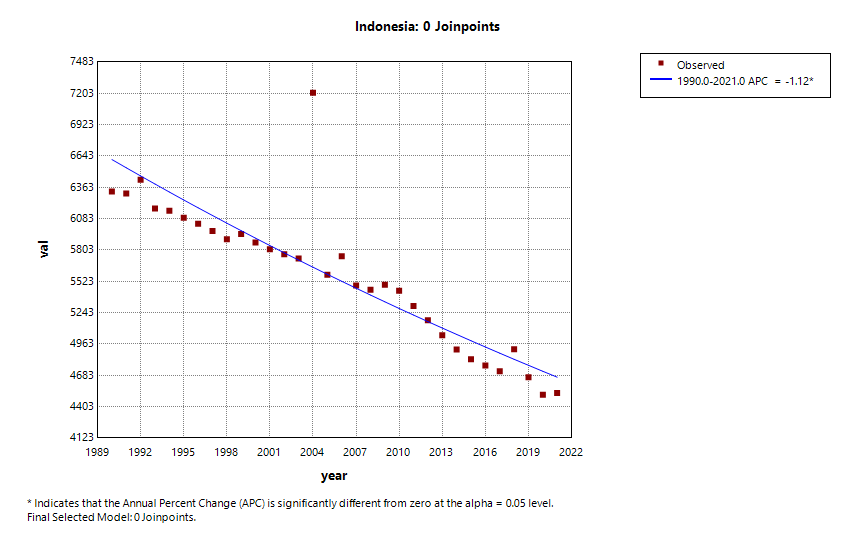 Indonesia: 0 Joinpoints
Observed
1990.0-2021.0 APC = -1.12*
7483
7203
6923
6643
6363
6083
5803
5523
5243
4963
4683
4403
4123
val
1989 1992 1995 1998 2001 2004 2007 2010 2013 2016 2019 2022
year
* Indicates that the Annual Percent Change (APC) is significantly different from zero at the alpha = 0.05 level.
Final Selected Model: 0 Joinpoints.